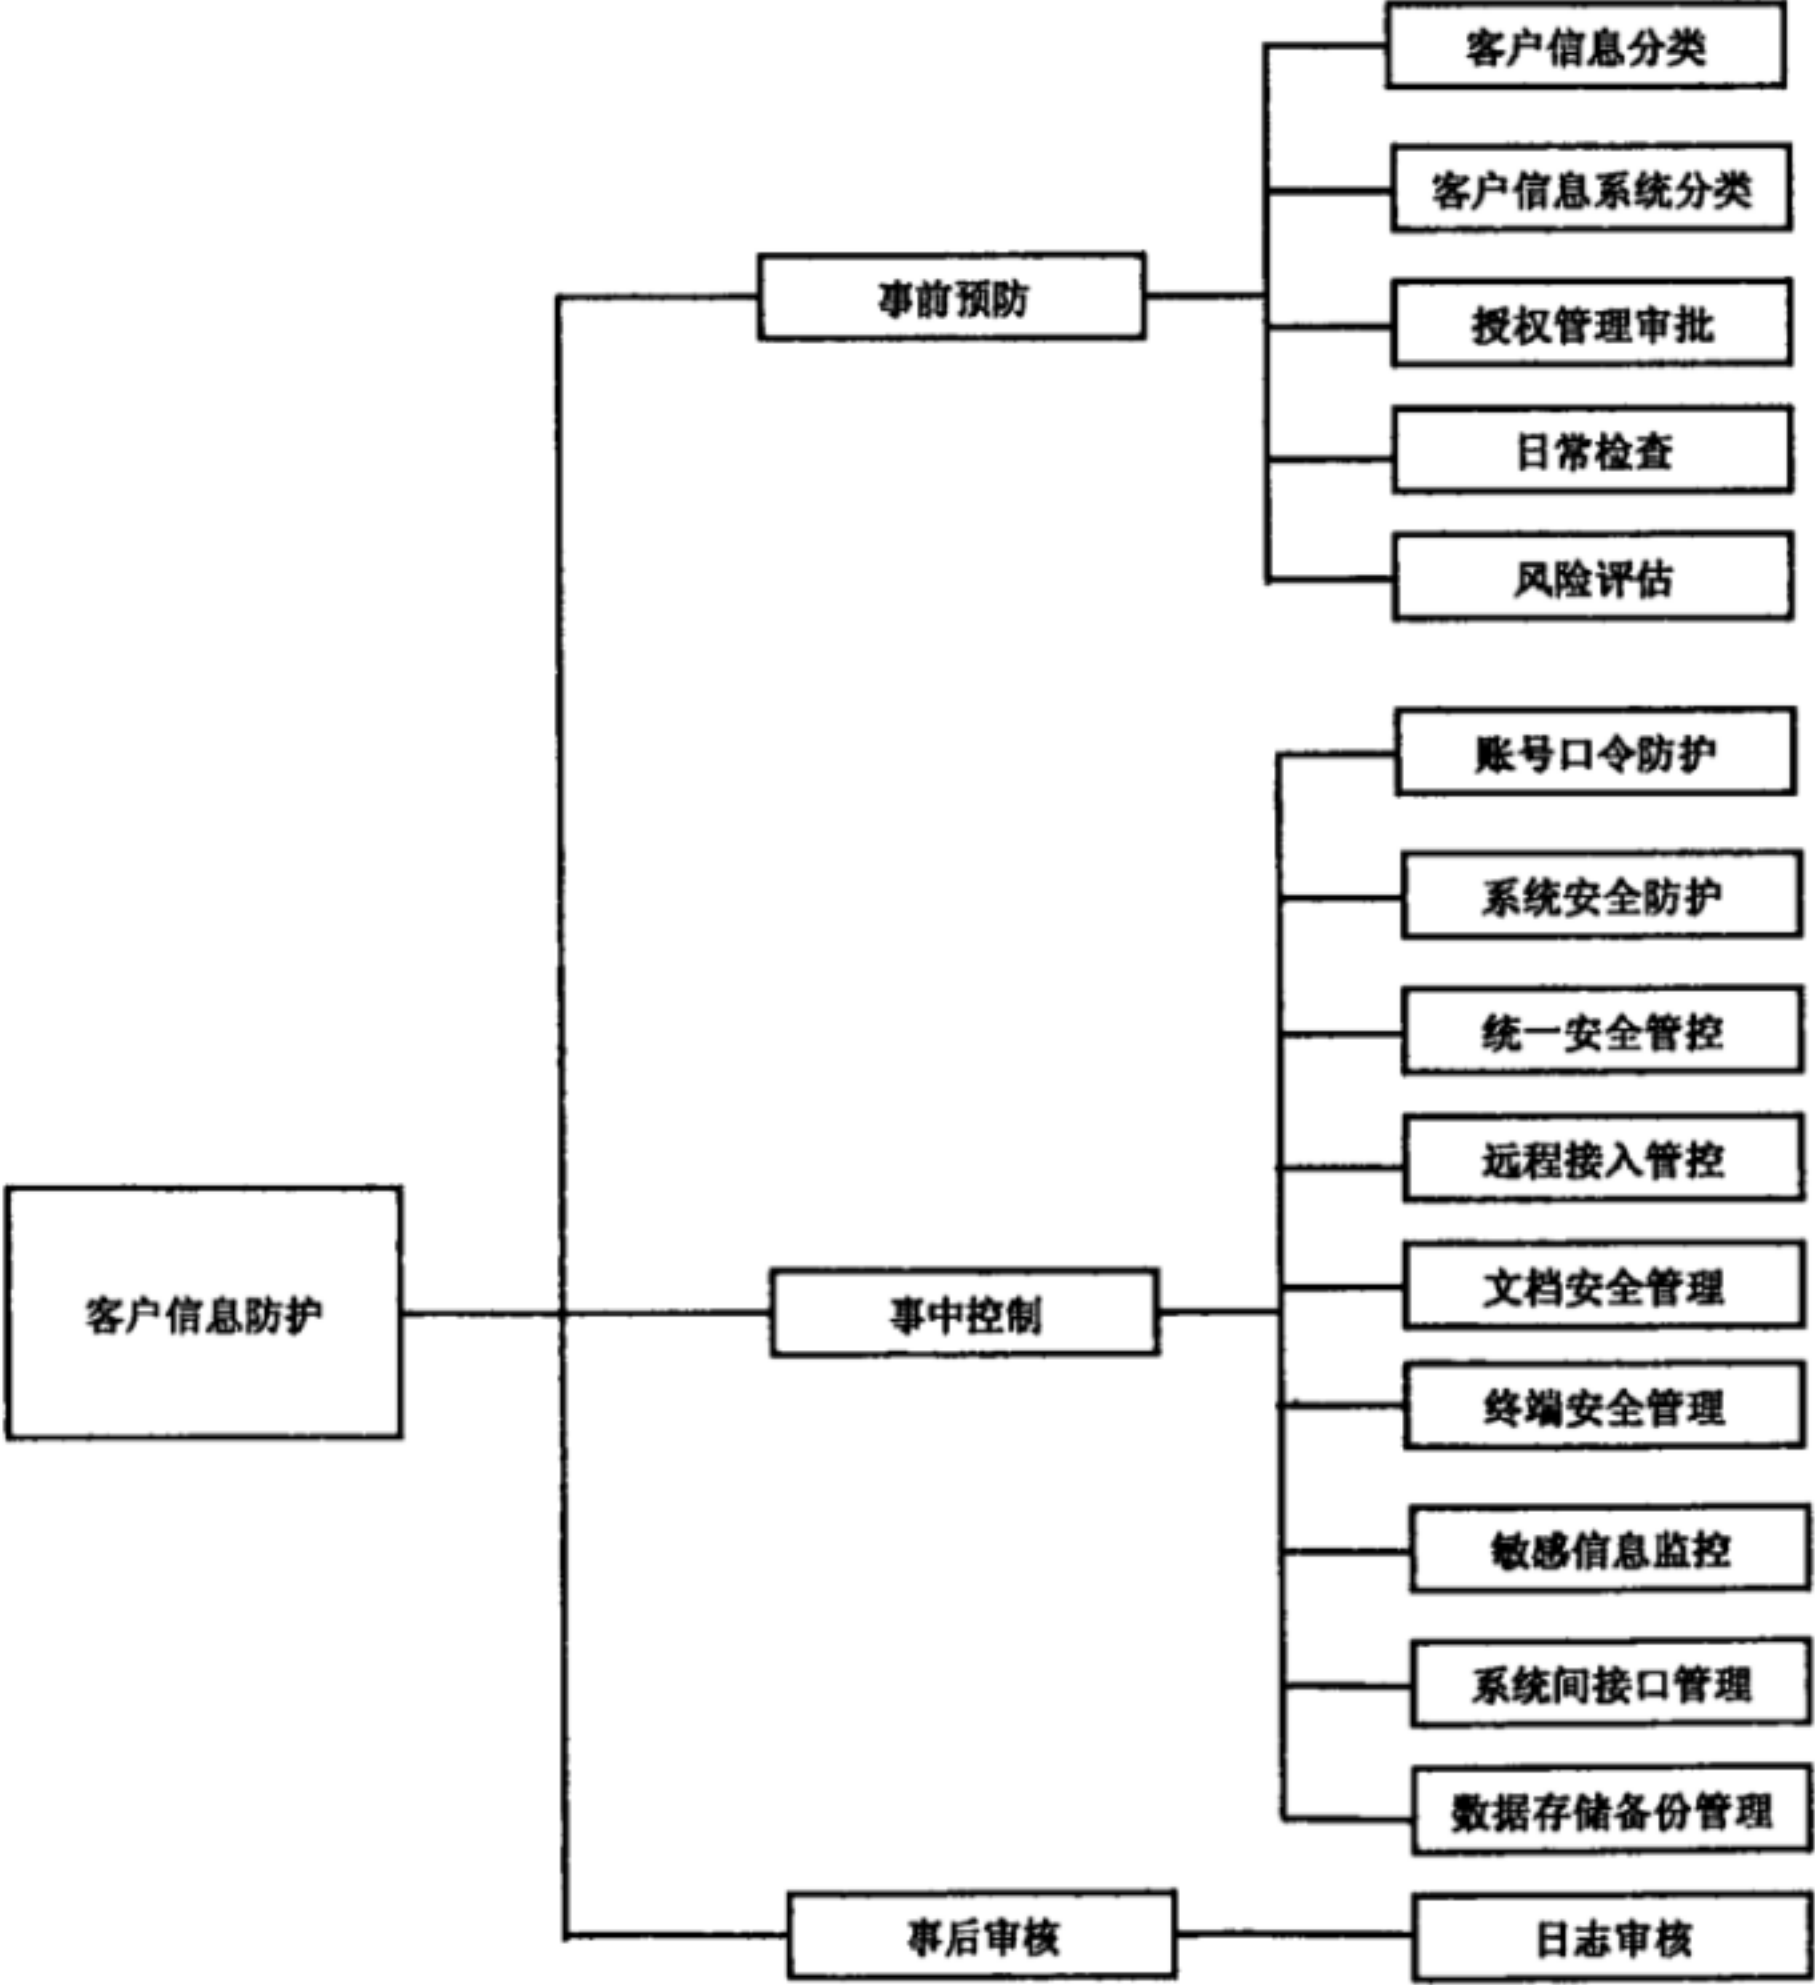 客户信息分类
客户信息系统分类
事前预防
授权管理审批
日常检查
风险评估
账号口令防护
系统安全防护
统一安全管控
远程接入管控
文档安全管理
客户信息防护
事中控制
终端安全管理
敏感信息监控
系统间接口管理
数据存储备份管理
事后审核
日志审核